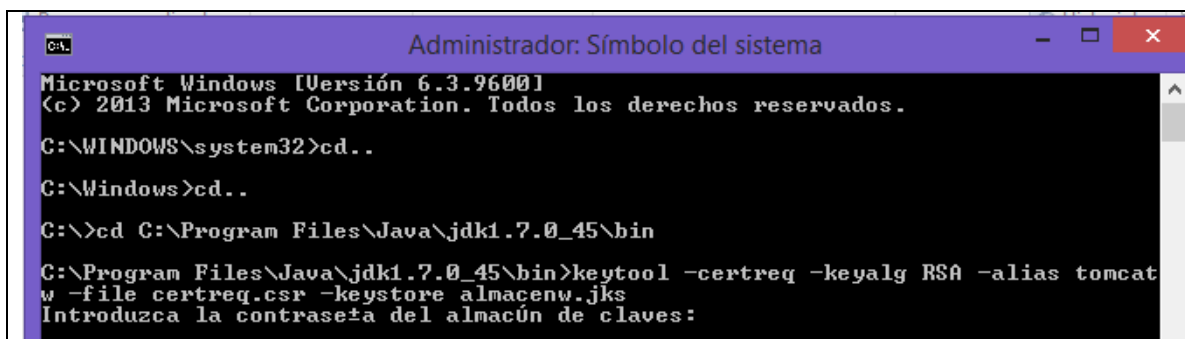 Administrador: Símbolo del sistema
Microsoft Windows [Versión 6.3.9600]
(c) 2013 Microsoft Corporation. Todos los derechos reservados.
C:\WINDOWS\system32>cd..
C:\Windows>cd..
C:\>cd C:\Program Files\Java\jdk1.7.0_45\bin
C:\Program Files\Java\jdk1.7.0_45\bin>keytool -certreq -keyalg RSA -alias tomcat
w -file certreq.csr -keystore almacenw.jks
Introduzca la contrase±a del almacÚn de claves: